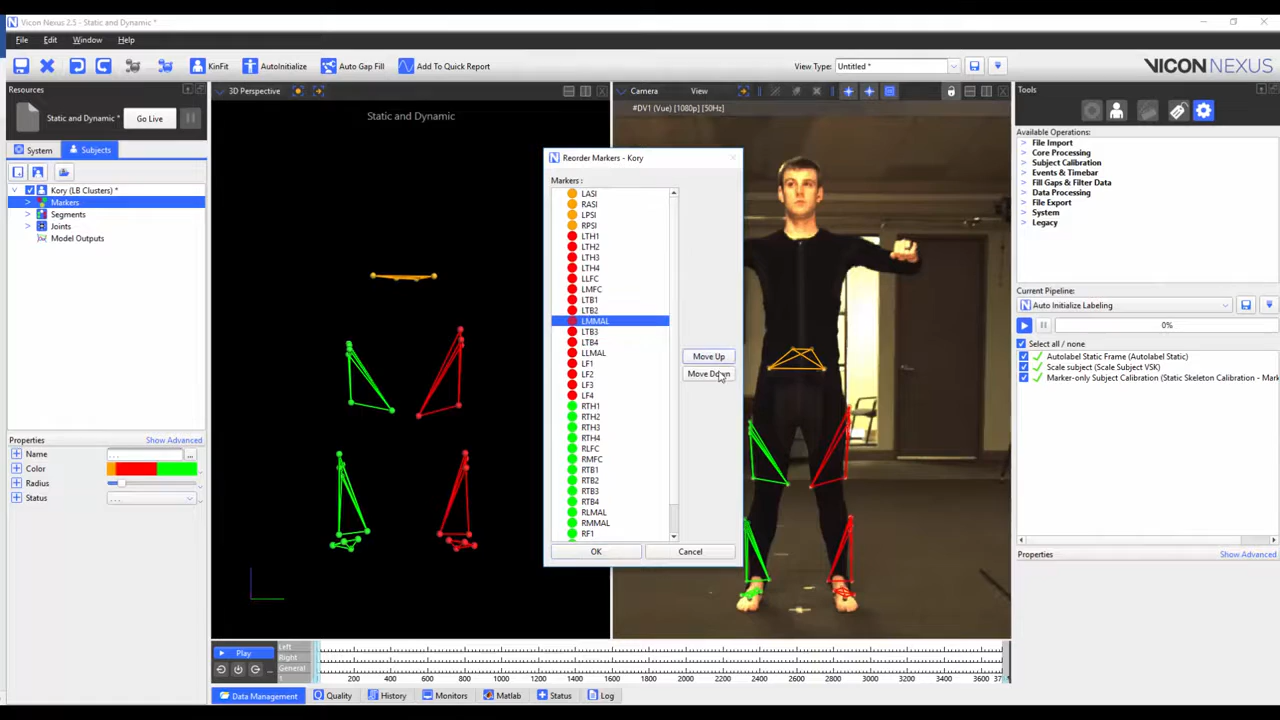 Vicon Nexus 2.5 - Static and Dynamic *
File Edit Window Help
KinFit AutoInitialize Auto Gap Fill Add To Quick Report
View Type: Untitled *
VICON NEXUS
Resources
Static and Dynamic * Go Live
System Subjects
Kory (LB Clusters) *
Markers
Segments
Joints
Model Outputs
Properties Show Advanced
Name . . . ...
Color
Radius
Status . . .
3D Perspective
Static and Dynamic
Camera View
#DV1 (Vue) [1080p] [50Hz]
Reorder Markers - Kory
Markers :
LASI
RASI
LPSI
RPSI
LTH1
LTH2
LTH3
LTH4
LLFC
LMFC
LTB1
LTB2
LMMAL
LTB3
LTB4
LLMAL
LF1
LF2
LF3
LF4
RTH1
RTH2
RTH3
RTH4
RLFC
RMFC
RTB1
RTB2
RTB3
RTB4
RLMAL
RMMAL
RF1
Move Up
Move Down
OK Cancel
Tools
Available Operations:
File Import
Core Processing
Subject Calibration
Events & Timebar
Fill Gaps & Filter Data
Data Processing
File Export
System
Legacy
Current Pipeline:
Auto Initialize Labeling
0%
Select all / none
Autolabel Static Frame (Autolabel Static)
Scale subject (Scale Subject VSK)
Marker-only Subject Calibration (Static Skeleton Calibration - Mark
Properties Show Advanced
Play
Left
Right
General
1 200 400 600 800 1000 1200 1400 1600 1800 2000 2200 2400 2600 2800 3000 3200 3400 3600 37
Data Management Quality History Monitors Matlab Status Log